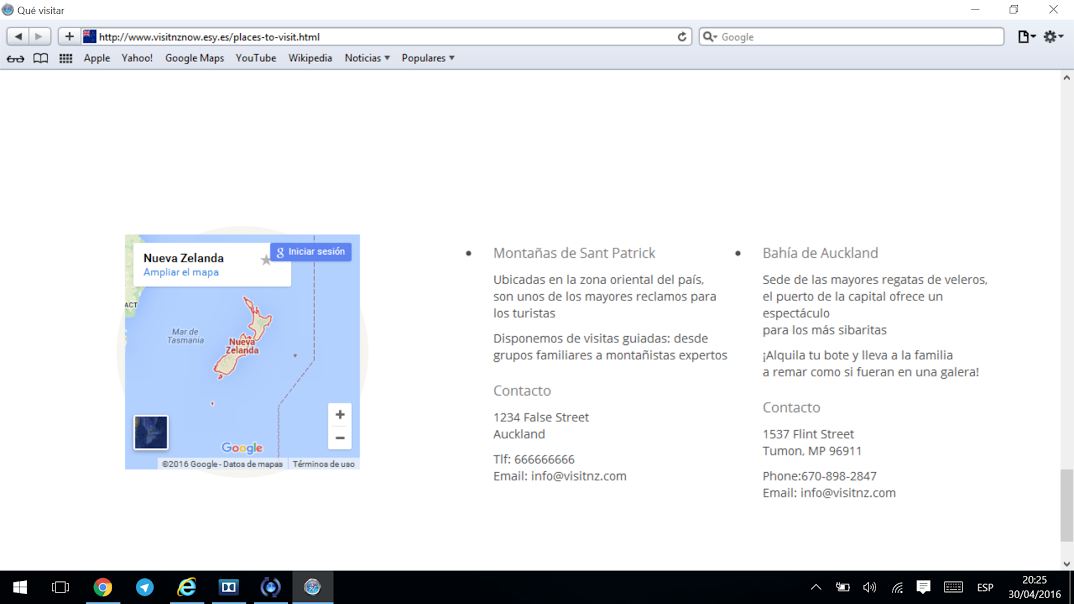 Qué visitar
http://www.visitnznow.esy.es/places-to-visit.html
Google
Apple Yahoo! Google Maps YouTube Wikipedia Noticias Populares
Nueva Zelanda
Ampliar el mapa
Iniciar sesión
ACT
Mar de
Tasmania
Nueva
Zelanda
Google
©2016 Google - Datos de mapas Términos de uso
Montañas de Sant Patrick
Ubicadas en la zona oriental del país,
son unos de los mayores reclamos para
los turistas
Disponemos de visitas guiadas: desde
grupos familiares a montañistas expertos
Contacto
1234 False Street
Auckland
Tlf: 666666666
Email: info@visitnz.com
Bahía de Auckland
Sede de las mayores regatas de veleros,
el puerto de la capital ofrece un
espectáculo
para los más sibaritas
¡Alquila tu bote y lleva a la familia
a remar como si fueran en una galera!
Contacto
1537 Flint Street
Tumon, MP 96911
Phone:670-898-2847
Email: info@visitnz.com
ESP
20:25
30/04/2016